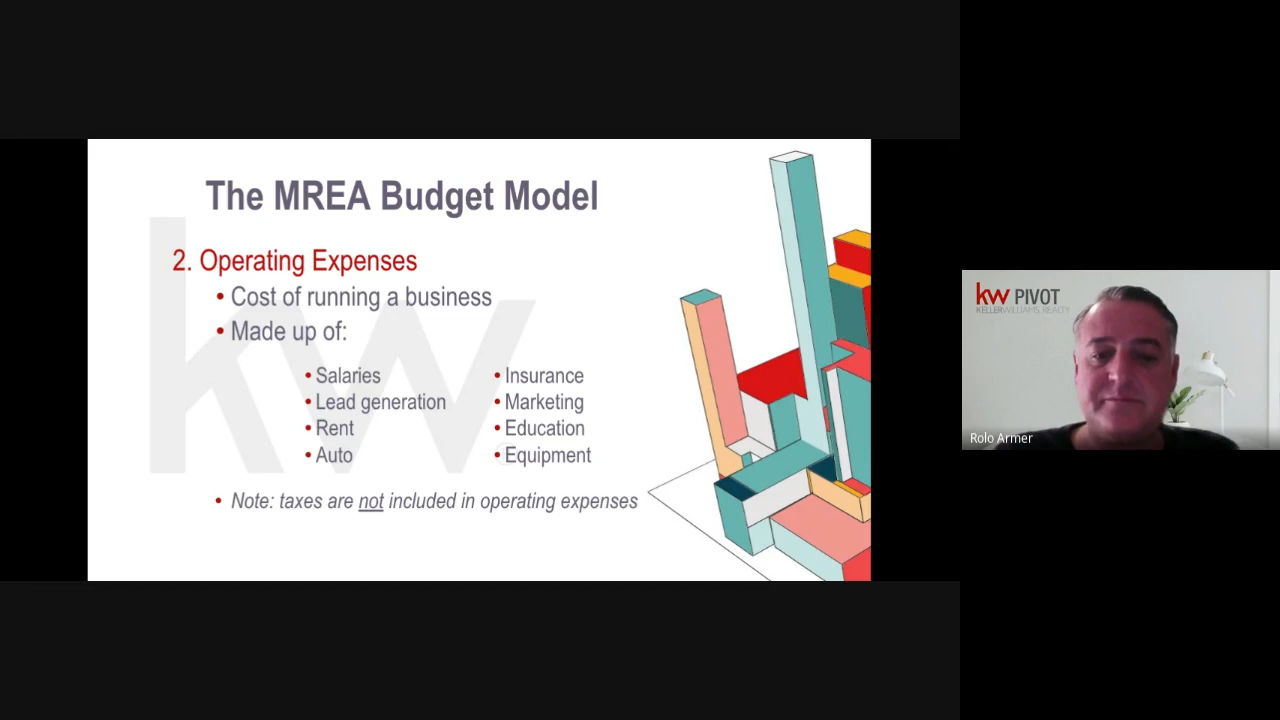 The MREA Budget Model
2. Operating Expenses
• Cost of running a business
• Made up of:
• Salaries
• Lead generation
• Rent
• Auto
• Insurance
• Marketing
• Education
• Equipment
• Note: taxes are not included in operating expenses
kw
kw PIVOT
KELLERWILLIAMS. REALTY
Rolo Armer